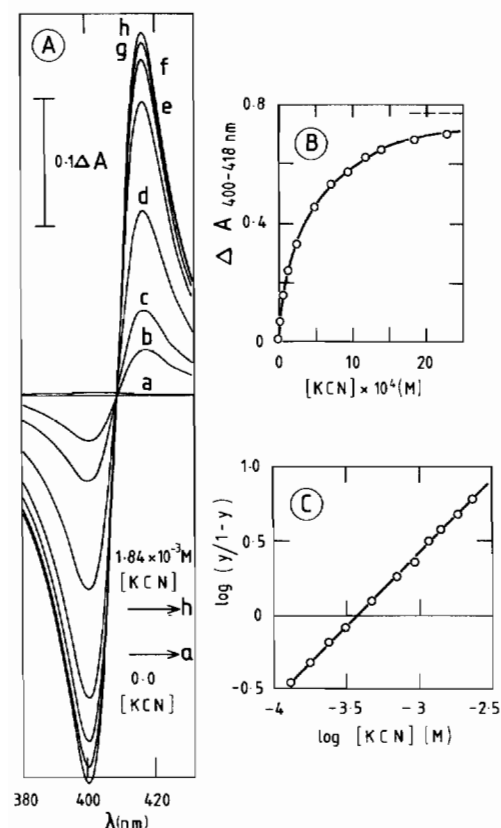 A
h
g
f
e
0·1 Δ A
d
c
b
a
1·84 ×10⁻³M
[KCN]
h
a
0·0
[KCN]
380 400 420
λ(nm)
B
Δ A 400-418 nm
0·8
0·4
0
0 10 20
[KCN] × 10⁴ (M)
C
log (y/1-y)
1·0
0·5
0
-0·5
-4 -3·5 -3 -2·5
log [KCN] (M)